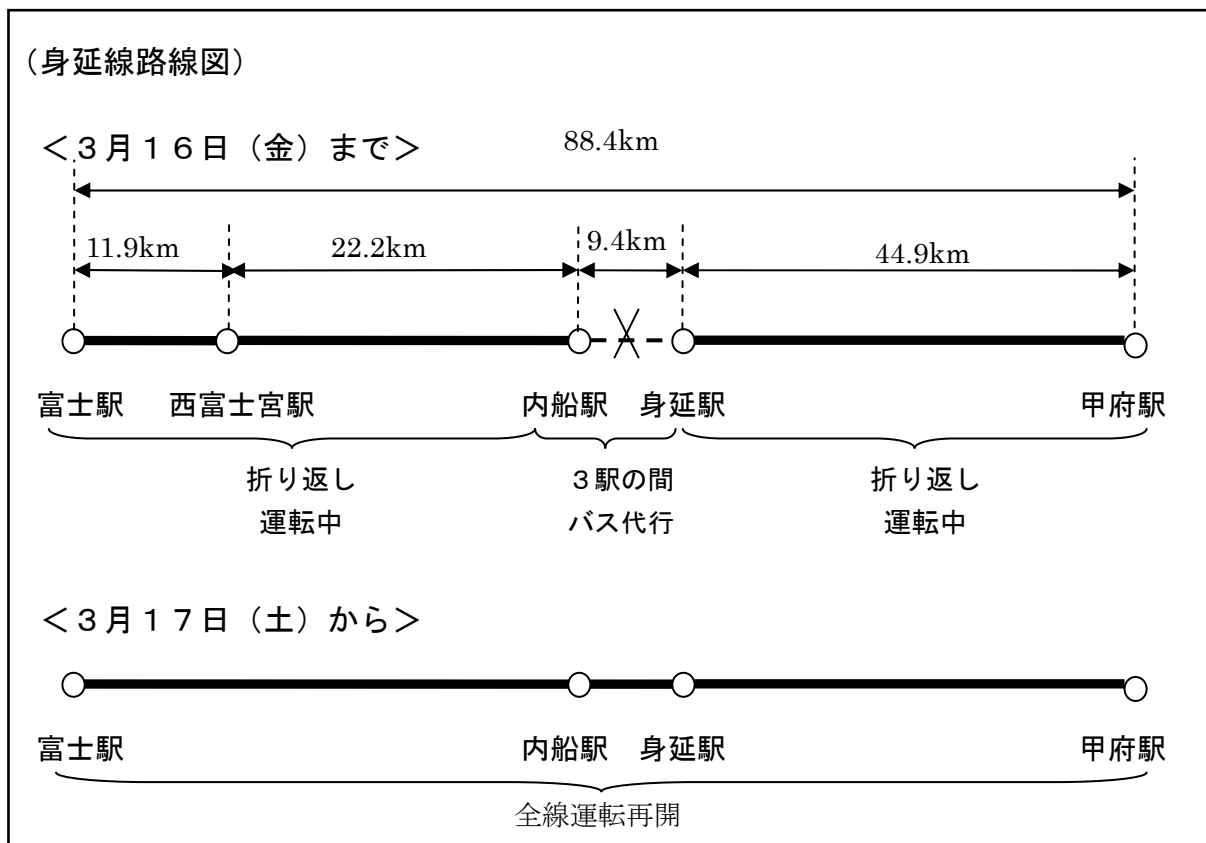 （身延線路線図）
＜３月１６日（金）まで＞
88.4km
11.9km 22.2km 9.4km 44.9km
富士駅 西富士宮駅 内船駅 身延駅 甲府駅
折り返し ３駅の間 折り返し
運転中 バス代行 運転中
＜３月１７日（土）から＞
富士駅 内船駅 身延駅 甲府駅
全線運転再開